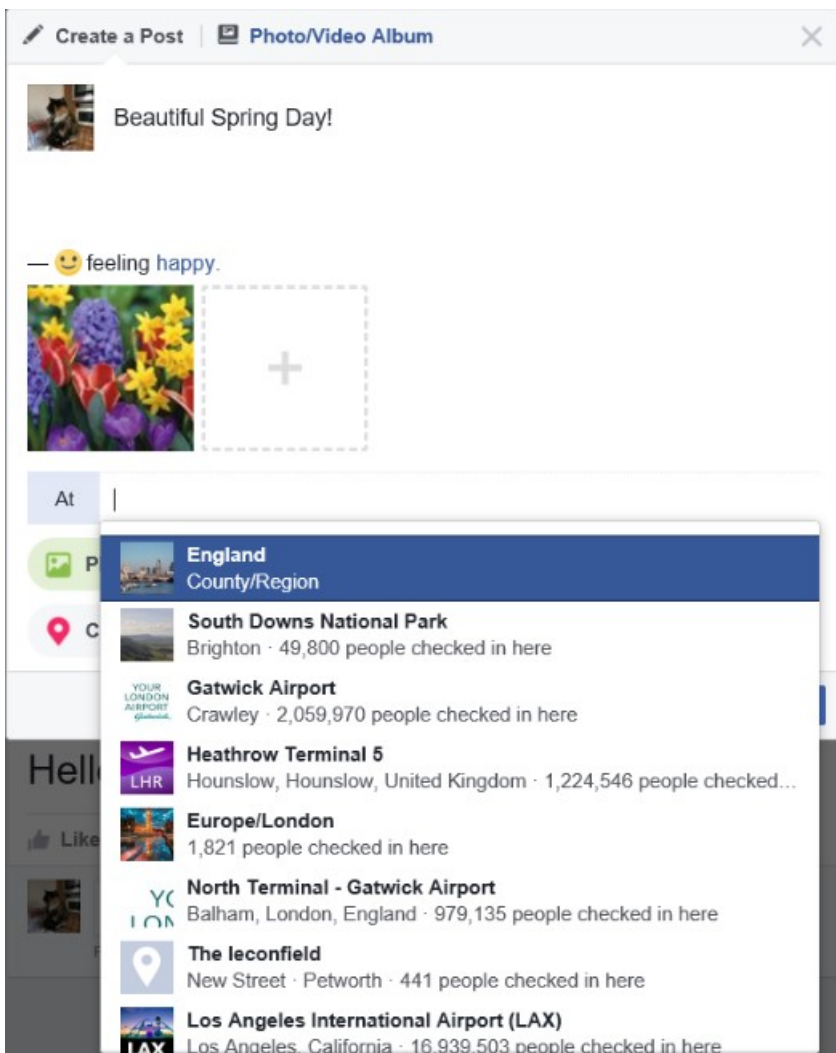 Create a Post
Photo/Video Album
Beautiful Spring Day!
— feeling happy.
At
P
C
England
County/Region
South Downs National Park
Brighton · 49,800 people checked in here
YOUR
LONDON
AIRPORT
Gatwick
Gatwick Airport
Crawley · 2,059,970 people checked in here
LHR
Heathrow Terminal 5
Hounslow, Hounslow, United Kingdom · 1,224,546 people checked...
Europe/London
1,821 people checked in here
YO
LON
North Terminal - Gatwick Airport
Balham, London, England · 979,135 people checked in here
The leconfield
New Street · Petworth · 441 people checked in here
LAX
Los Angeles International Airport (LAX)
Los Angeles, California · 16,939,503 people checked in here
Hell
Like